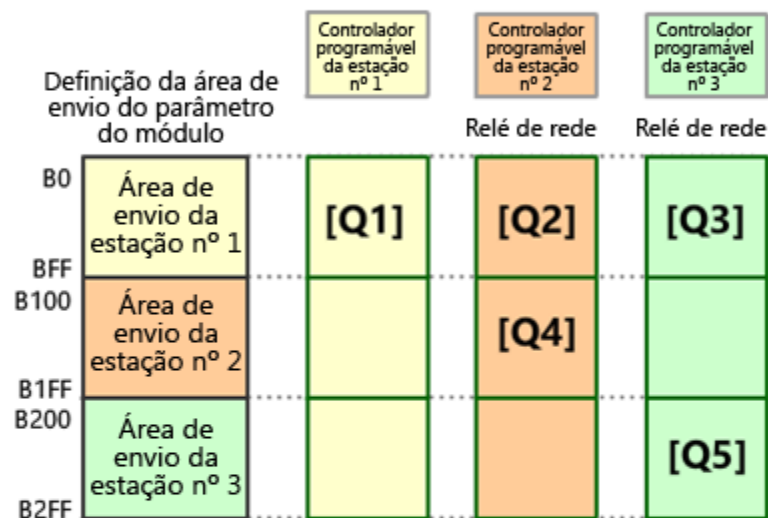 Controlador
programável
da estação
nº 1
Controlador
programável
da estação
nº 2
Controlador
programável
da estação
nº 3
Definição da área de
envio do parâmetro
do módulo
Relé de rede
Relé de rede
B0
Área de
envio da
estação nº 1
BFF
[Q1]
[Q2]
[Q3]
B100
Área de
envio da
estação nº 2
B1FF
[Q4]
B200
Área de
envio da
estação nº 3
B2FF
[Q5]